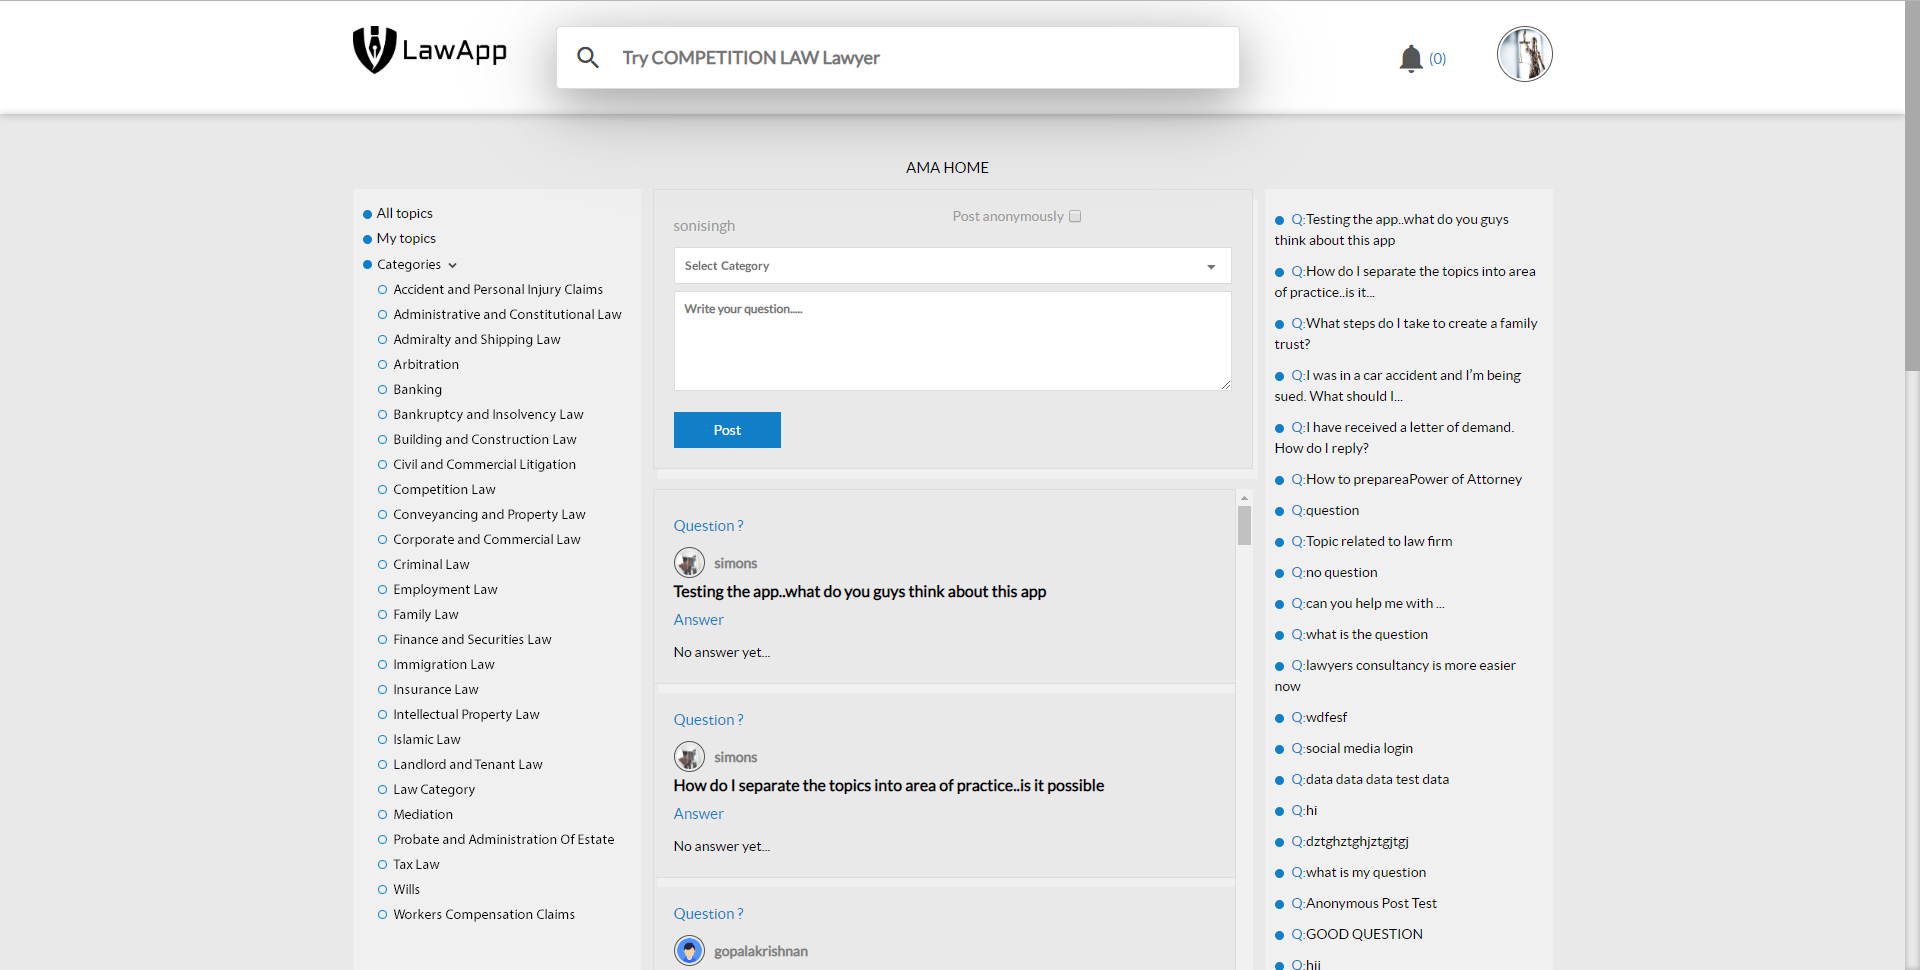 LawApp
Try COMPETITION LAW Lawyer
(0)
AMA HOME
All topics
My topics
Categories
Accident and Personal Injury Claims
Administrative and Constitutional Law
Admiralty and Shipping Law
Arbitration
Banking
Bankruptcy and Insolvency Law
Building and Construction Law
Civil and Commercial Litigation
Competition Law
Conveyancing and Property Law
Corporate and Commercial Law
Criminal Law
Employment Law
Family Law
Finance and Securities Law
Immigration Law
Insurance Law
Intellectual Property Law
Islamic Law
Landlord and Tenant Law
Law Category
Mediation
Probate and Administration Of Estate
Tax Law
Wills
Workers Compensation Claims
sonisingh
Post anonymously
Select Category
Write your question.....
Post
Question ?
simons
Testing the app..what do you guys think about this app
Answer
No answer yet...
Question ?
simons
How do I separate the topics into area of practice..is it possible
Answer
No answer yet...
Question ?
gopalakrishnan
Q:Testing the app..what do you guys
think about this app
Q:How do I separate the topics into area
of practice..is it...
Q:What steps do I take to create a family
trust?
Q:I was in a car accident and I'm being
sued. What should I...
Q:I have received a letter of demand.
How do I reply?
Q:How to prepareaPower of Attorney
Q:question
Q:Topic related to law firm
Q:no question
Q:can you help me with ...
Q:what is the question
Q:lawyers consultancy is more easier
now
Q:wdfesf
Q:social media login
Q:data data data test data
Q:hi
Q:dztghztghjztgjtgj
Q:what is my question
Q:Anonymous Post Test
Q:GOOD QUESTION
Q:hii